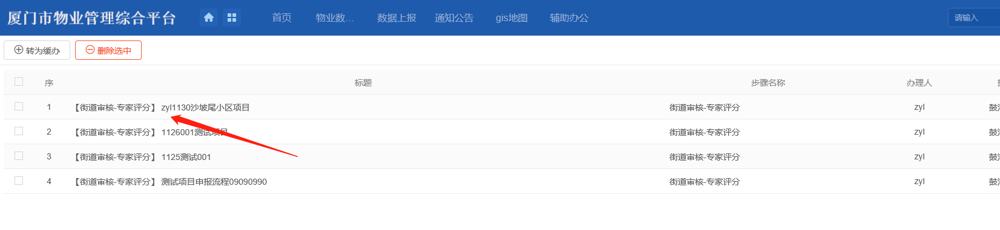 厦门市物业管理综合平台 首页 物业数... 数据上报 通知公告 gis地图 辅助办公 请输入
转为缓办 删除选中
序 标题 步骤名称 办理人
1 【街道审核-专家评分】 zyl1130沙坡尾小区项目 街道审核-专家评分 zyl 鼓
2 【街道审核-专家评分】 1126001测试项目 街道审核-专家评分 zyl 鼓
3 【街道审核-专家评分】 1125测试001 街道审核-专家评分 zyl 鼓
4 【街道审核-专家评分】 测试项目申报流程09090990 街道审核-专家评分 zyl 鼓